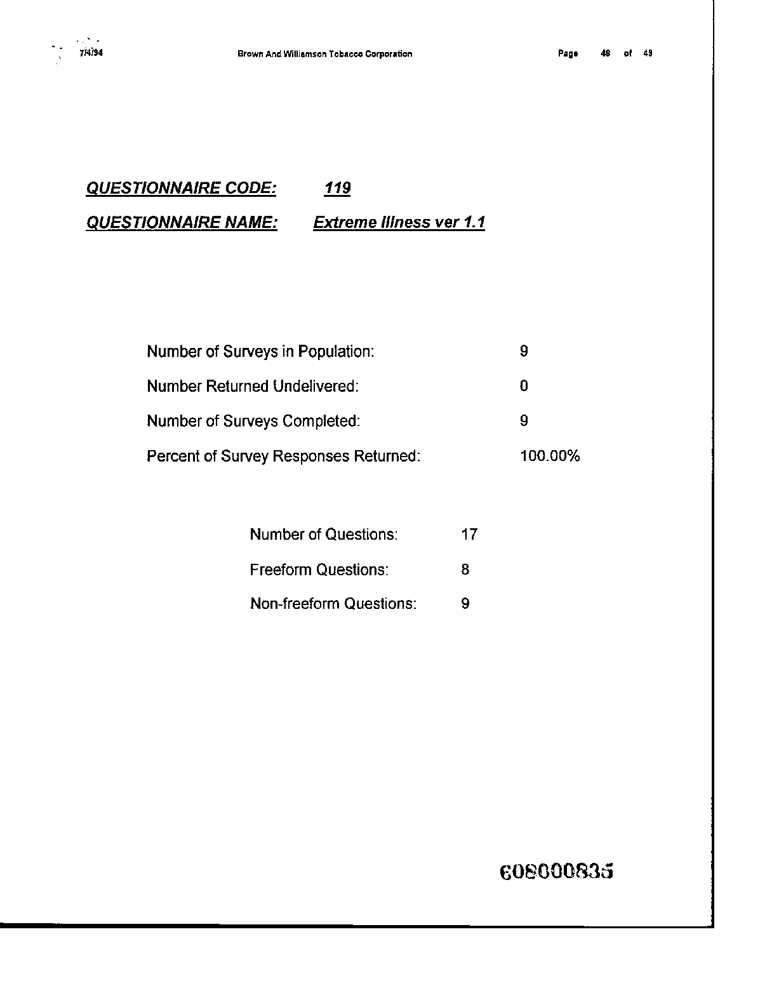 7/4/94 Brown And Williamson Tobacco Corporation Page 48 of 49
QUESTIONNAIRE CODE: 119
QUESTIONNAIRE NAME: Extreme Illness ver 1.1
Number of Surveys in Population: 9
Number Returned Undelivered: 0
Number of Surveys Completed: 9
Percent of Survey Responses Returned: 100.00%
Number of Questions: 17
Freeform Questions: 8
Non-freeform Questions: 9
608000835